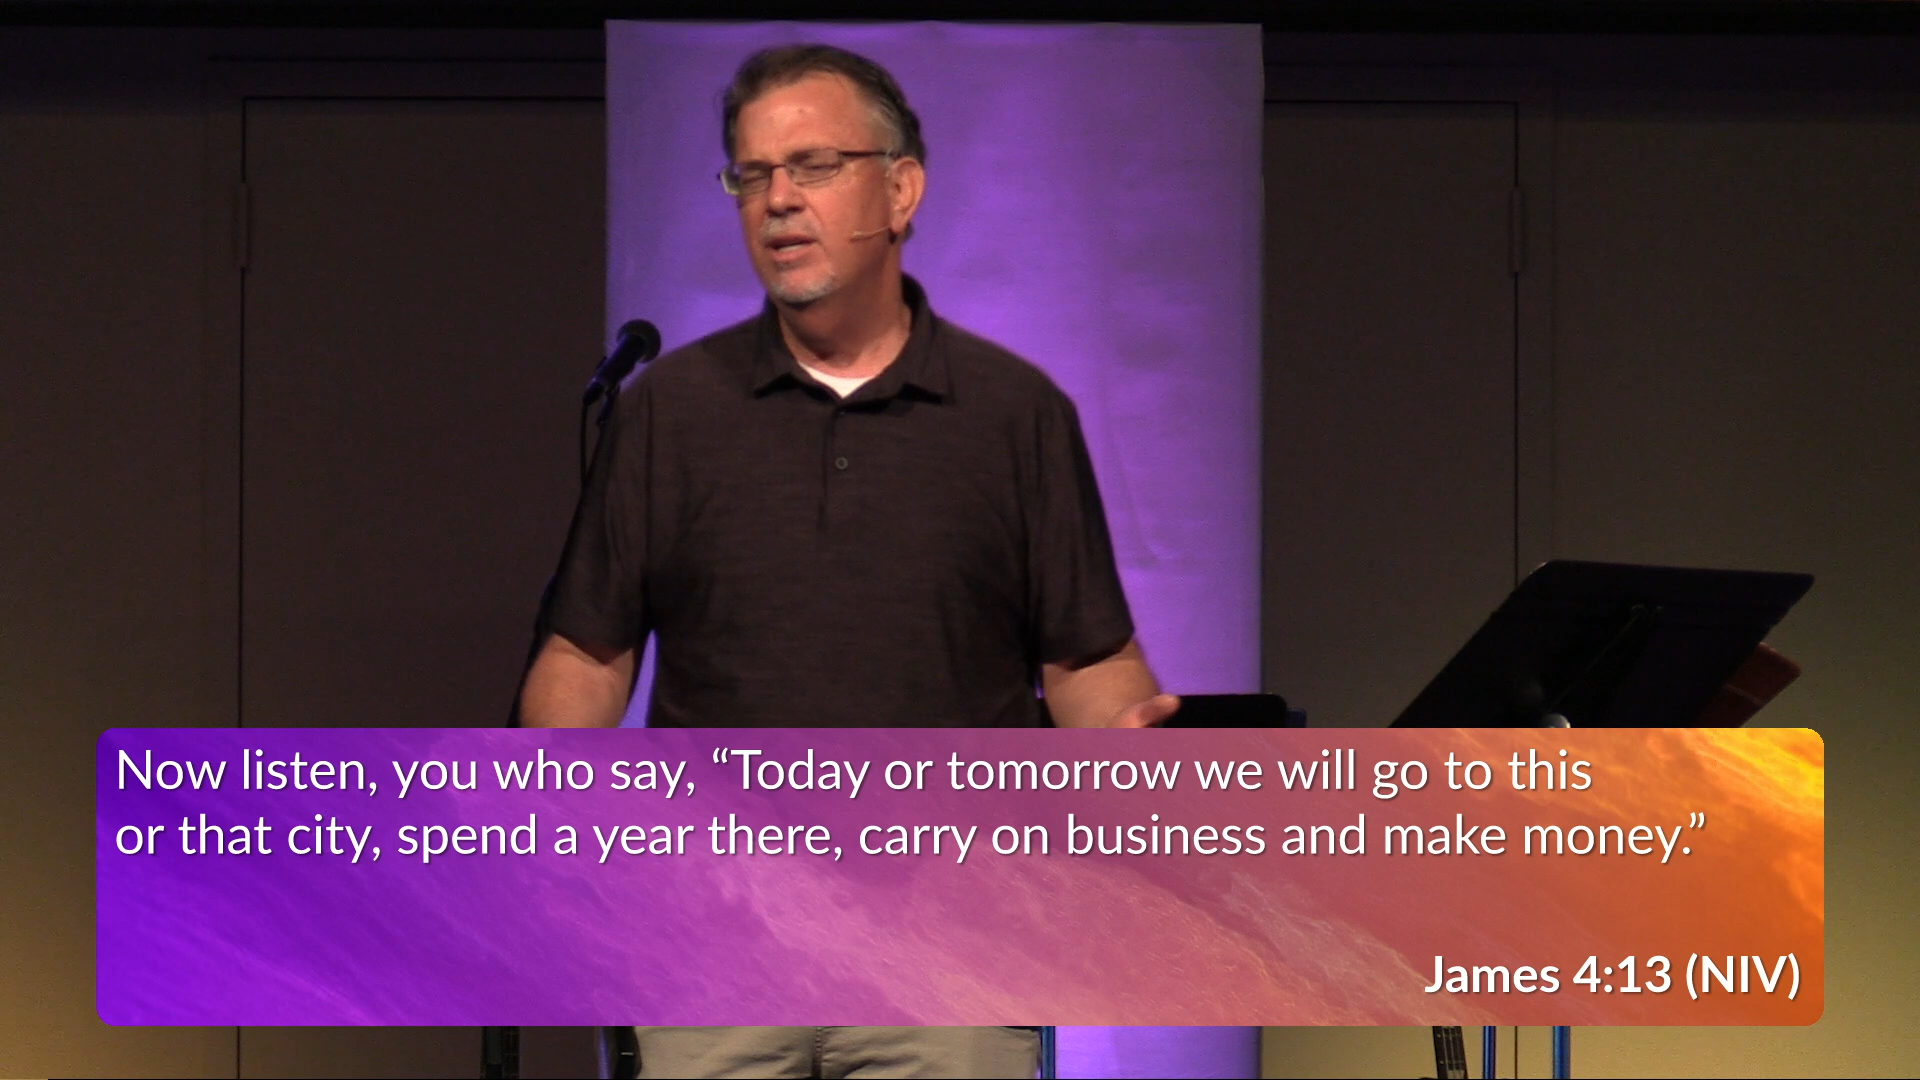 Now listen, you who say, “Today or tomorrow we will go to this
or that city, spend a year there, carry on business and make money.”
James 4:13 (NIV)